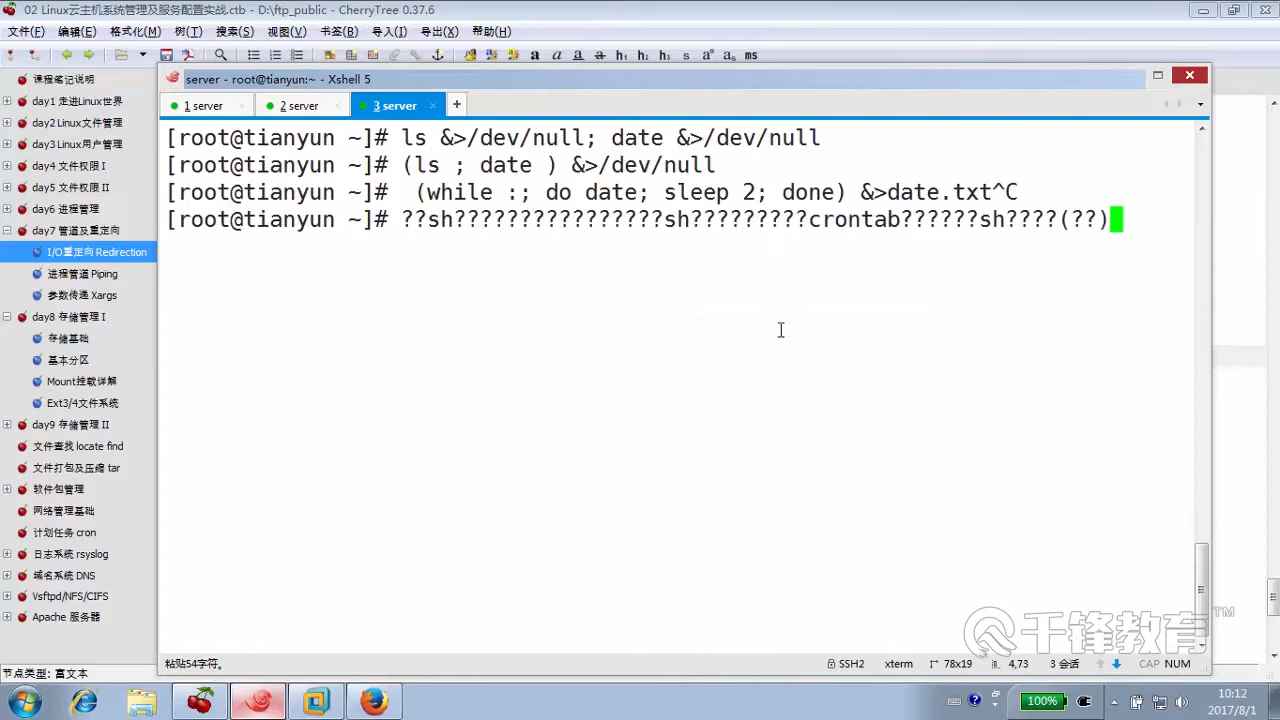 02 Linux云主机系统管理及服务配置实战.ctb - D:\ftp_public - CherryTree 0.37.6
文件(F) 编辑(E) 格式化(M) 树(T) 搜索(S) 视图(V) 书签(B) 导入(I) 导出(X) 帮助(H)
a a a a h1 h2 h3 s aº aₒ ms
课程笔记说明
day1 走进Linux世界
day2 Linux文件管理
day3 Linux用户管理
day4 文件权限 I
day5 文件权限 II
day6 进程管理
day7 管道及重定向
I/O重定向 Redirection
进程管道 Piping
参数传递 Xargs
day8 存储管理 I
存储基础
基本分区
Mount挂载详解
Ext3/4文件系统
day9 存储管理 II
文件查找 locate find
文件打包及压缩 tar
软件包管理
网络管理基础
计划任务 cron
日志系统 rsyslog
域名系统 DNS
Vsftpd/NFS/CIFS
Apache 服务器
节点类型: 富文本
server - root@tianyun:~ - Xshell 5
1 server × 2 server × 3 server × +
[root@tianyun ~]# ls &>/dev/null; date &>/dev/null
[root@tianyun ~]# (ls ; date ) &>/dev/null
[root@tianyun ~]#  (while :; do date; sleep 2; done) &>date.txt^C
[root@tianyun ~]# ??sh????????????????sh?????????crontab??????sh????(??)
千锋教育™
粘贴54字符。 SSH2 xterm 78x19 4,73 3 会话 CAP NUM
100% 10:12
2017/8/1